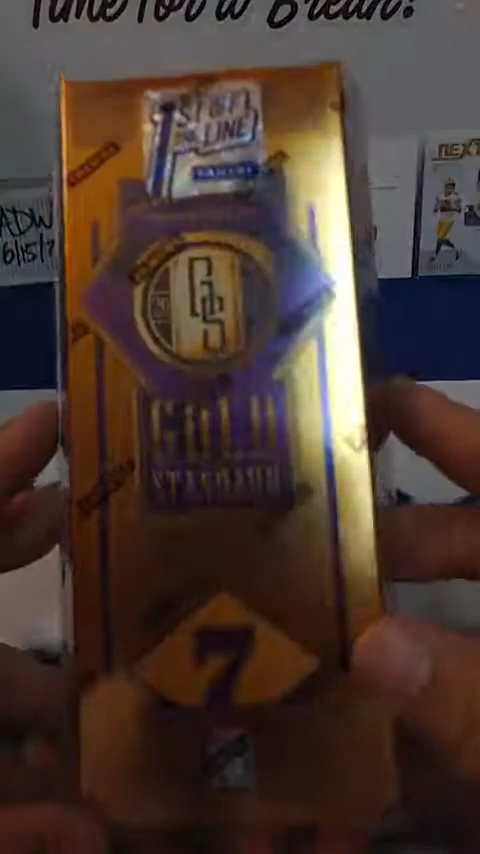 Time for a Break!
1ST OFF
THE LINE
PANINI
NEXT
ADW
6/15/?
GS
GOLD
STANDARD
7